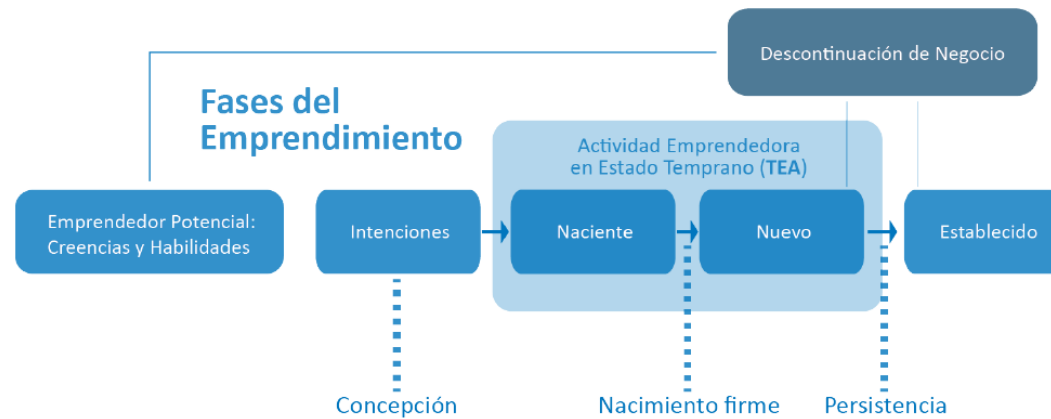 Descontinuación de Negocio
Fases del
Emprendimiento
Actividad Emprendedora
en Estado Temprano (TEA)
Emprendedor Potencial:
Creencias y Habilidades
Intenciones
Naciente
Nuevo
Establecido
Concepción
Nacimiento firme
Persistencia